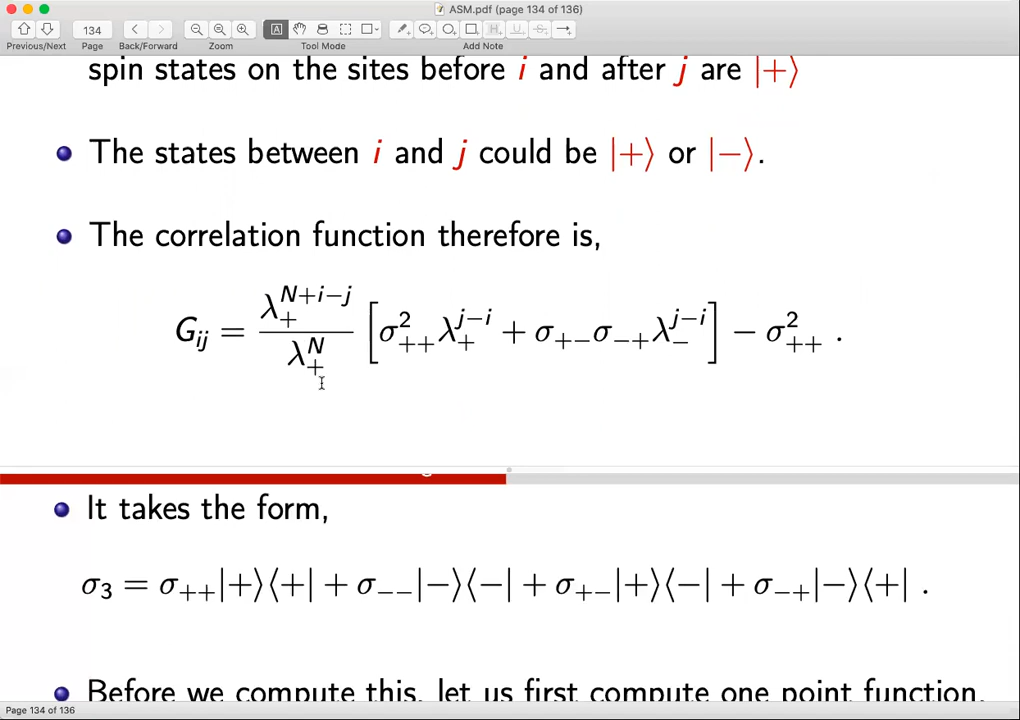 ASM.pdf (page 134 of 136)
134
Previous/Next Page Back/Forward Zoom Tool Mode Add Note
spin states on the sites before i and after j are |+⟩
The states between i and j could be |+⟩ or |−⟩.
The correlation function therefore is,
G_{ij} = \frac{λ_+^{N+i−j}}{λ_+^N} [σ_{++}^2 λ_+^{j−i} + σ_{+−}σ_{−+}λ_−^{j−i}] − σ_{++}^2 .
It takes the form,
σ_3 = σ_{++}|+⟩⟨+| + σ_{−−}|−⟩⟨−| + σ_{+−}|+⟩⟨−| + σ_{−+}|−⟩⟨+| .
Before we compute this, let us first compute one point function.
Page 134 of 136